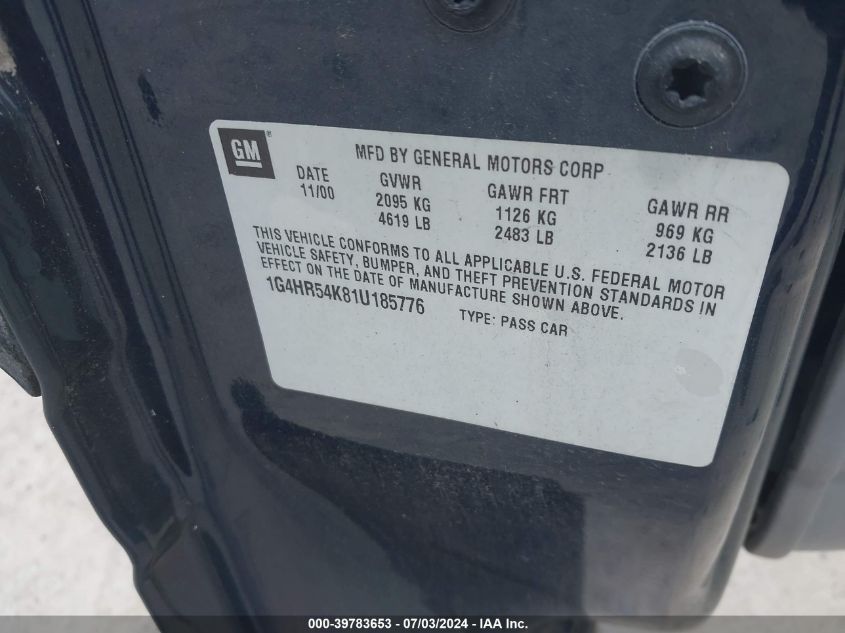 GM ®
MFD BY GENERAL MOTORS CORP
DATE GVWR GAWR FRT GAWR RR
11/00 2095 KG 1126 KG 969 KG
4619 LB 2483 LB 2136 LB
THIS VEHICLE CONFORMS TO ALL APPLICABLE U.S. FEDERAL MOTOR
VEHICLE SAFETY, BUMPER, AND THEFT PREVENTION STANDARDS IN
EFFECT ON THE DATE OF MANUFACTURE SHOWN ABOVE.
1G4HR54K81U185776 TYPE: PASS CAR
000-39783653 - 07/03/2024 - IAA Inc.